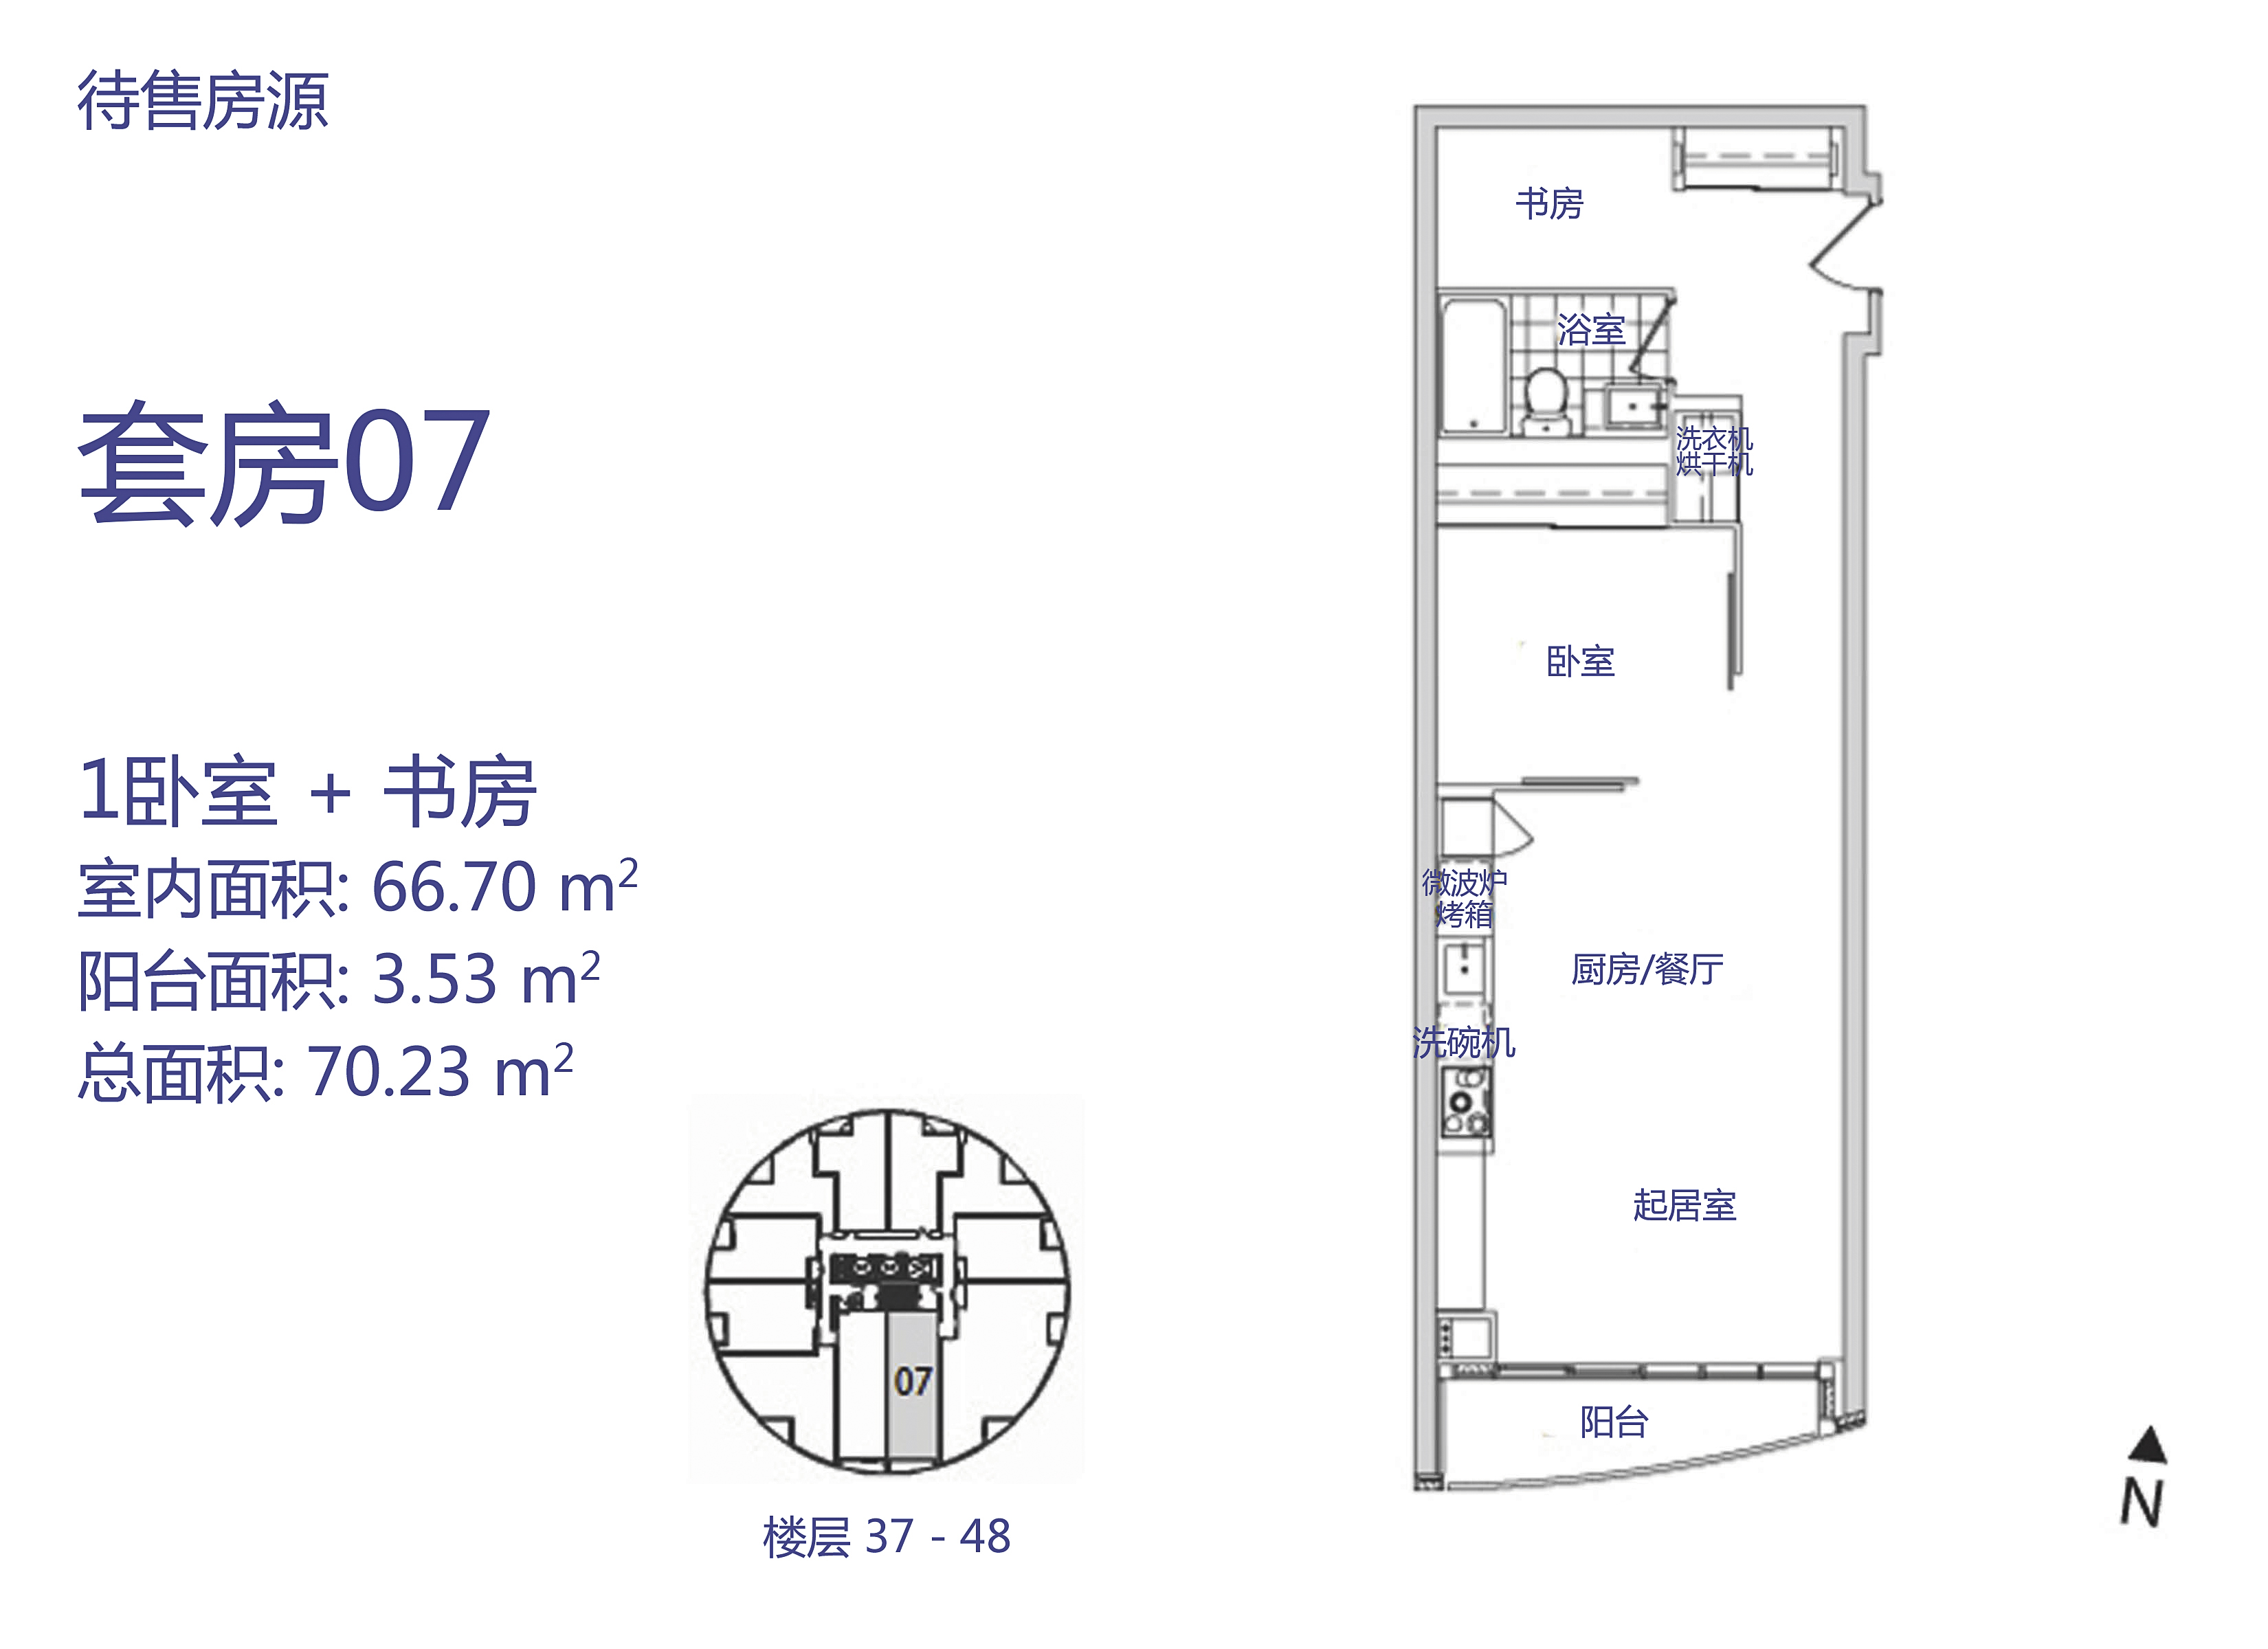 待售房源
套房07
1卧室 + 书房
室内面积: 66.70 m²
阳台面积: 3.53 m²
总面积: 70.23 m²
07
楼层 37 - 48
书房
浴室
洗衣机
烘干机
卧室
微波炉
烤箱
厨房/餐厅
洗碗机
起居室
阳台
N